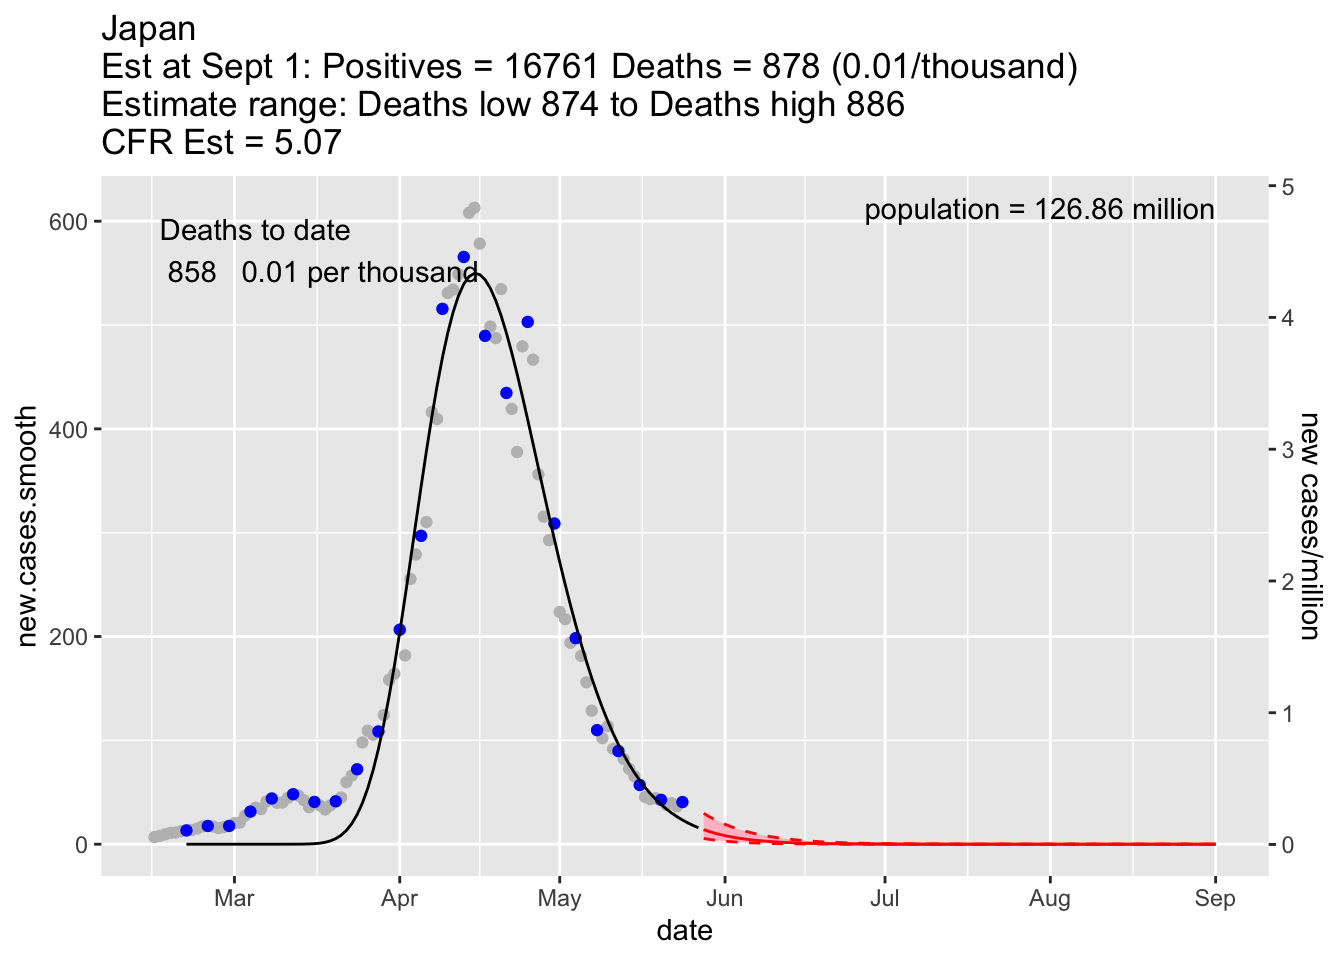 Japan
Est at Sept 1: Positives = 16761 Deaths = 878 (0.01/thousand)
Estimate range: Deaths low 874 to Deaths high 886
CFR Est = 5.07
population = 126.86 million
Deaths to date
858 0.01 per thousand
600
400
200
0
new.cases.smooth
5
4
3
2
1
0
new cases/million
Mar Apr May Jun Jul Aug Sep
date